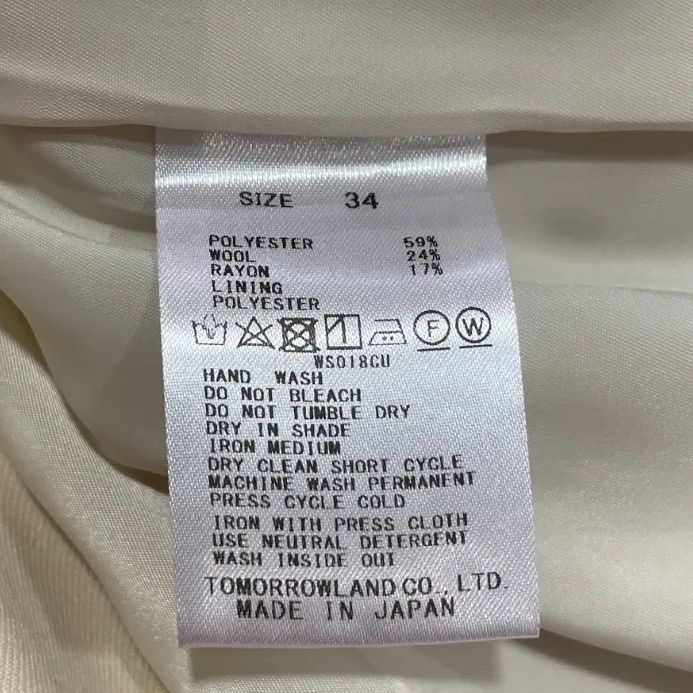 SIZE 34
POLYESTER 59%
WOOL 24%
RAYON 17%
LINING
POLYESTER
F W
WS018CU
HAND WASH
DO NOT BLEACH
DO NOT TUMBLE DRY
DRY IN SHADE
IRON MEDIUM
DRY CLEAN SHORT CYCLE
MACHINE WASH PERMANENT
PRESS CYCLE COLD
IRON WITH PRESS CLOTH
USE NEUTRAL DETERGENT
WASH INSIDE OUT
TOMORROWLAND CO., LTD.
MADE IN JAPAN